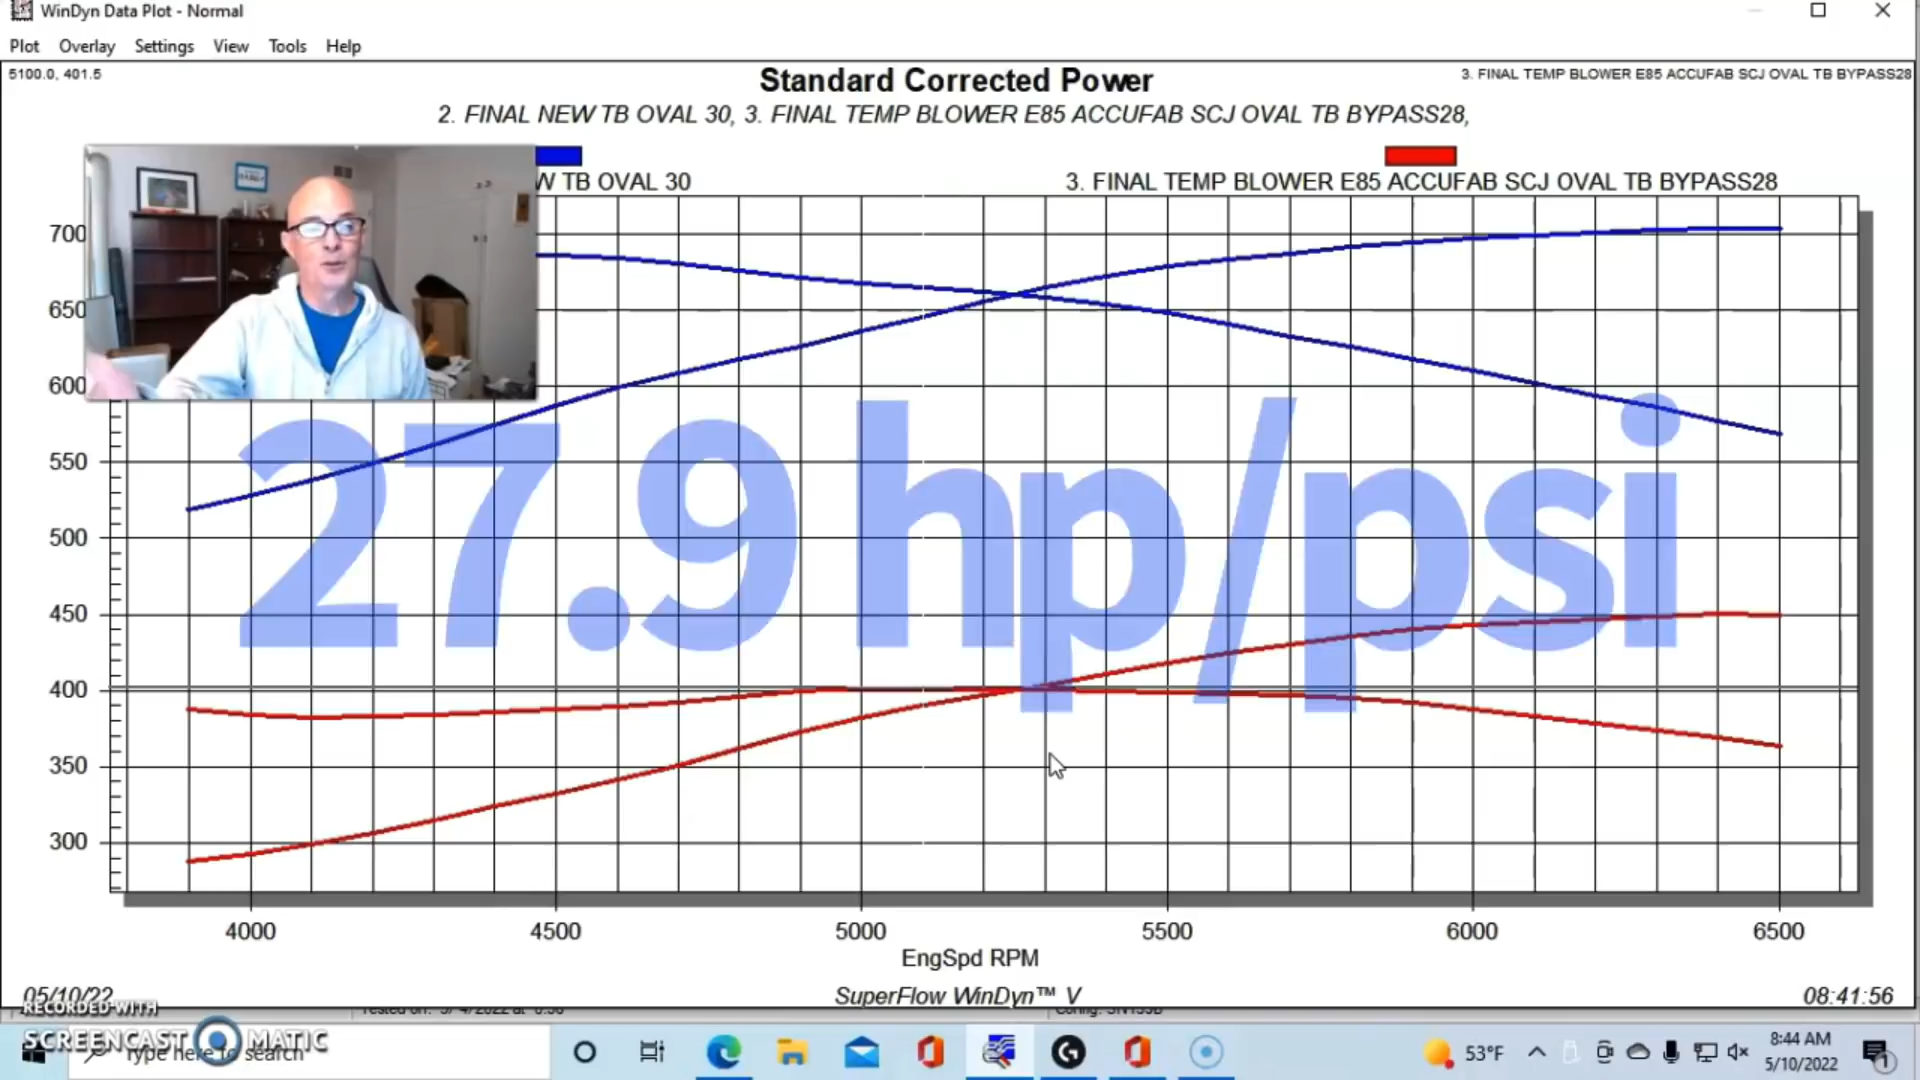 WinDyn Data Plot - Normal
Plot Overlay Settings View Tools Help
5100.0, 401.5
Standard Corrected Power
3. FINAL TEMP BLOWER E85 ACCUFAB SCJ OVAL TB BYPASS28
2. FINAL NEW TB OVAL 30, 3. FINAL TEMP BLOWER E85 ACCUFAB SCJ OVAL TB BYPASS28,
W TB OVAL 30
3. FINAL TEMP BLOWER E85 ACCUFAB SCJ OVAL TB BYPASS28
700
650
600
550
500
450
400
350
300
27.9 hp/psi
4000 4500 5000 5500 6000 6500
EngSpd RPM
05/10/22
SuperFlow WinDyn™ V
08:41:56
RECORDED WITH
SCREENCAST MATIC
Type here to search
53°F
8:44 AM
5/10/2022
1